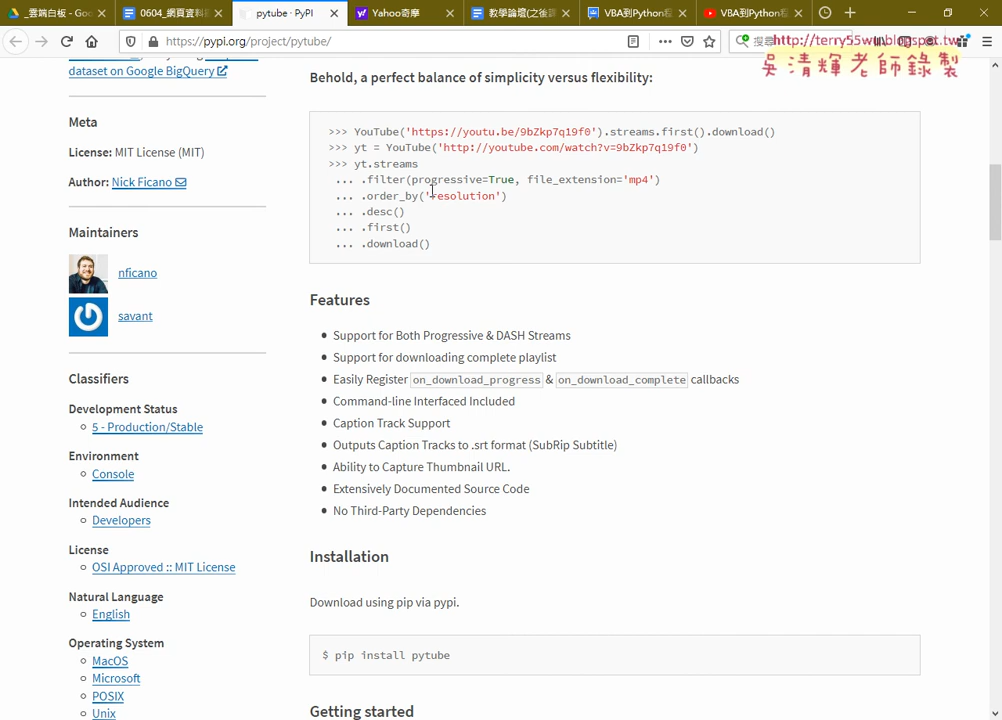 _雲端白板 - Goo
0604_網頁資料擷
pytube · PyPI
Yahoo奇摩
教學論壇(之後課
VBA到Python程
VBA到Python程
https://pypi.org/project/pytube/
搜尋
http://terry55wu.blogspot.tw
吳清輝老師錄製
dataset on Google BigQuery
Meta
License: MIT License (MIT)
Author: Nick Ficano
Maintainers
nficano
savant
Classifiers
Development Status
5 - Production/Stable
Environment
Console
Intended Audience
Developers
License
OSI Approved :: MIT License
Natural Language
English
Operating System
MacOS
Microsoft
POSIX
Unix
Behold, a perfect balance of simplicity versus flexibility:
>>> YouTube('https://youtu.be/9bZkp7q19f0').streams.first().download()
>>> yt = YouTube('http://youtube.com/watch?v=9bZkp7q19f0')
>>> yt.streams
... .filter(progressive=True, file_extension='mp4')
... .order_by('resolution')
... .desc()
... .first()
... .download()
Features
Support for Both Progressive & DASH Streams
Support for downloading complete playlist
Easily Register on_download_progress & on_download_complete callbacks
Command-line Interfaced Included
Caption Track Support
Outputs Caption Tracks to .srt format (SubRip Subtitle)
Ability to Capture Thumbnail URL.
Extensively Documented Source Code
No Third-Party Dependencies
Installation
Download using pip via pypi.
$ pip install pytube
Getting started